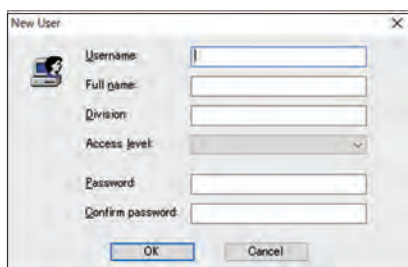 New User
Username:
Full name:
Division:
Access level:
Password:
Confirm password:
OK Cancel